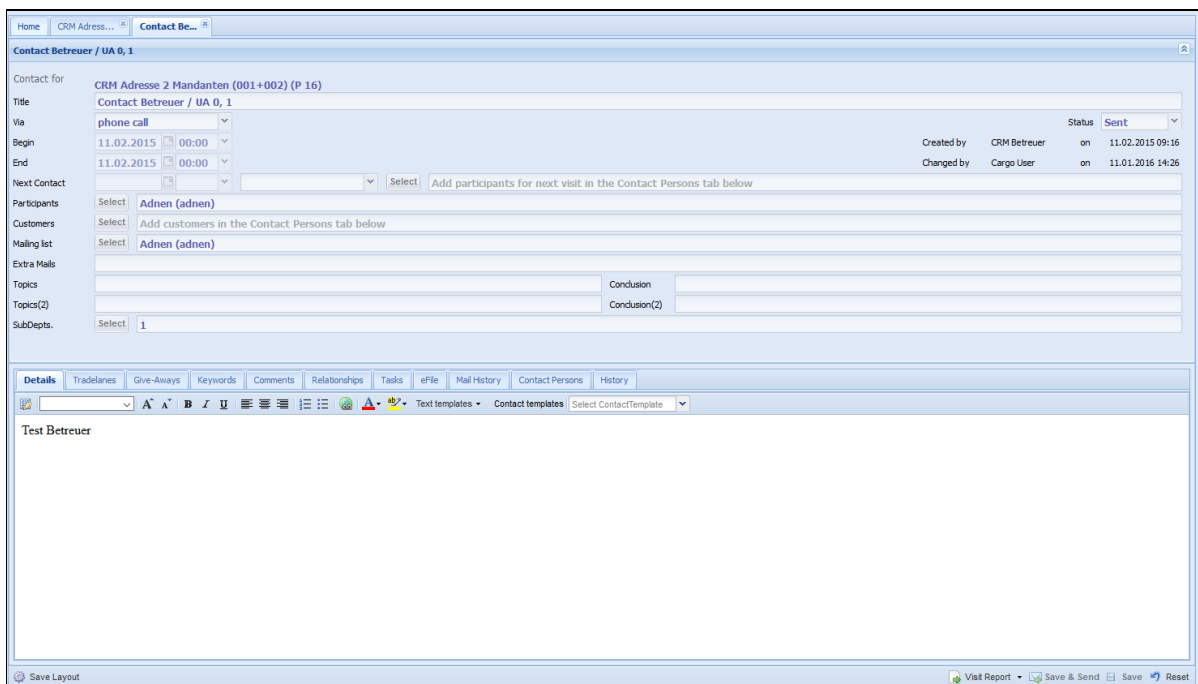 Home CRM Adress... Contact Be...
Contact Betreuer / UA 0, 1
Contact for CRM Adresse 2 Mandanten (001+002) (P 16)
Title Contact Betreuer / UA 0, 1
Via phone call Status Sent
Begin 11.02.2015 00:00 Created by CRM Betreuer on 11.02.2015 09:16
End 11.02.2015 00:00 Changed by Cargo User on 11.01.2016 14:26
Next Contact Select Add participants for next visit in the Contact Persons tab below
Participants Select Adnen (adnen)
Customers Select Add customers in the Contact Persons tab below
Mailing list Select Adnen (adnen)
Extra Mails
Topics Conclusion
Topics(2) Conclusion(2)
SubDepts. Select 1
Details Tradelanes Give-Aways Keywords Comments Relationships Tasks eFile Mail History Contact Persons History
A A B I U A ab Text templates Contact templates Select ContactTemplate
Test Betreuer
Save Layout Visit Report Save & Send Save Reset